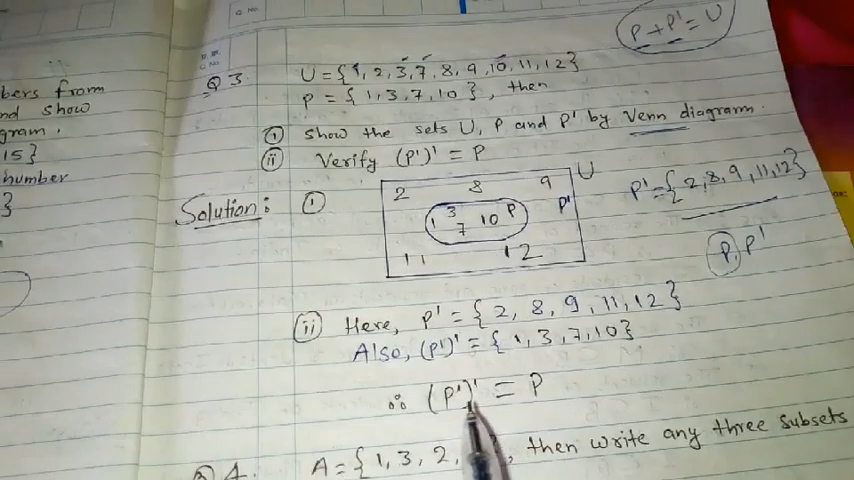 P + P' = U
bers from
nd show
gram.
15}
number
}
Q No
Q 3. U = {1, 2, 3, 7, 8, 9, 10, 11, 12}
P = {1, 3, 7, 10}, then
(i) Show the sets U, P and P' by Venn diagram.
(ii) Verify (P')' = P
Solution: (i)
2 8 9 U
1 3 7 10 P P'
11 12
P' = {2, 8, 9, 11, 12}
P, P'
(ii) Here, P' = {2, 8, 9, 11, 12}
Also, (P')' = {1, 3, 7, 10}
∴ (P')' = P
Q 4. A = {1, 3, 2, }, then write any three subsets